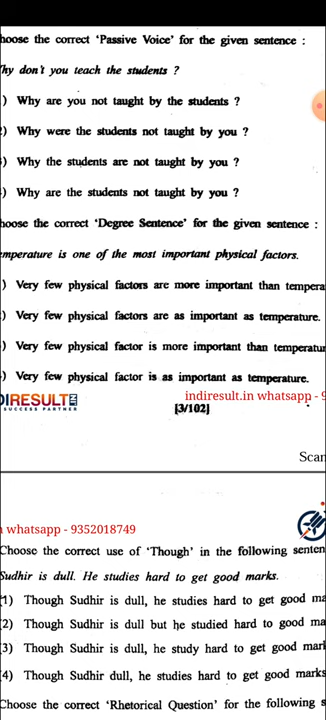 hoose the correct 'Passive Voice' for the given sentence :
hy don't you teach the students ?
) Why are you not taught by the students ?
) Why were the students not taught by you ?
) Why the students are not taught by you ?
) Why are the students not taught by you ?
hoose the correct 'Degree Sentence' for the given sentence :
emperature is one of the most important physical factors.
) Very few physical factors are more important than tempera
) Very few physical factors are as important as temperature.
) Very few physical factor is more important than temperatur
) Very few physical factor is as important as temperature.
indiresult.in whatsapp - 9
DIRESULT.IN
SUCCESS PARTNER
[3/102]
Scan
whatsapp - 9352018749
Choose the correct use of 'Though' in the following senten
Sudhir is dull. He studies hard to get good marks.
(1) Though Sudhir is dull, he studies hard to get good ma
(2) Though Sudhir is dull but he studied hard to good ma
(3) Though Sudhir is dull, he study hard to get good mar
(4) Though Sudhir dull, he studies hard to get good marks
Choose the correct 'Rhetorical Question' for the following s